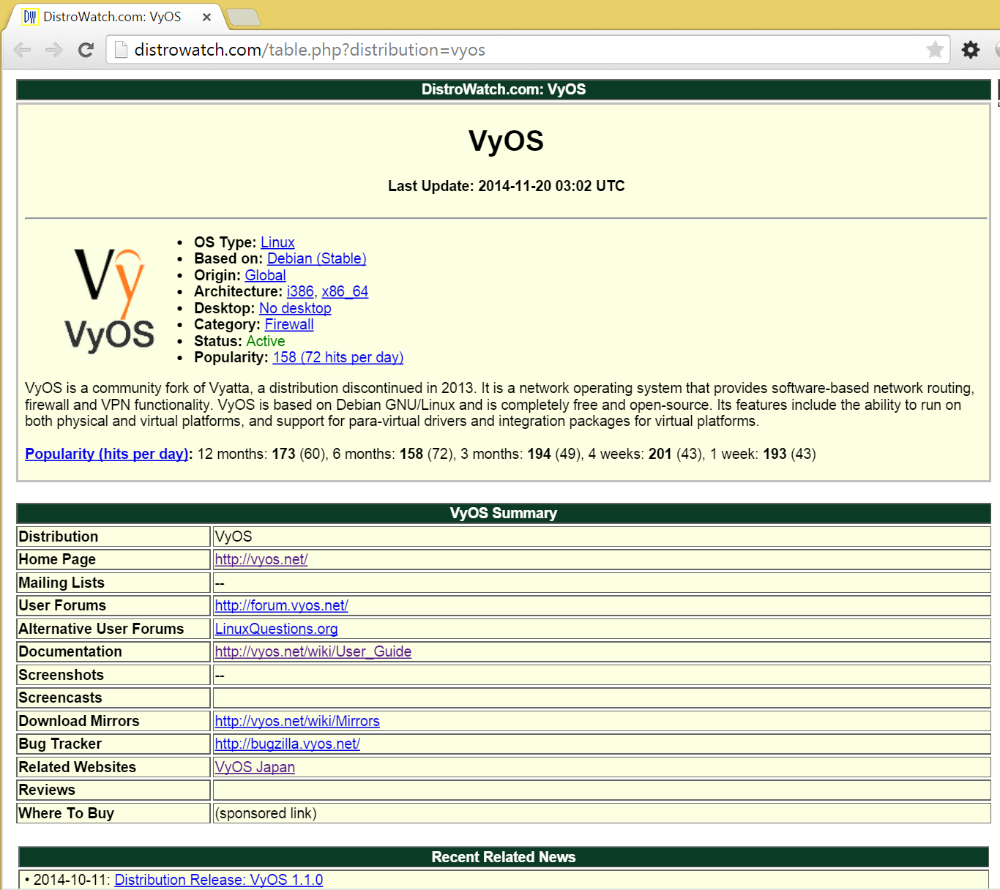 DistroWatch.com: VyOS
distrowatch.com/table.php?distribution=vyos
DistroWatch.com: VyOS
VyOS
Last Update: 2014-11-20 03:02 UTC
Vy
VyOS
• OS Type: Linux
• Based on: Debian (Stable)
• Origin: Global
• Architecture: i386, x86_64
• Desktop: No desktop
• Category: Firewall
• Status: Active
• Popularity: 158 (72 hits per day)
VyOS is a community fork of Vyatta, a distribution discontinued in 2013. It is a network operating system that provides software-based network routing,
firewall and VPN functionality. VyOS is based on Debian GNU/Linux and is completely free and open-source. Its features include the ability to run on
both physical and virtual platforms, and support for para-virtual drivers and integration packages for virtual platforms.
Popularity (hits per day): 12 months: 173 (60), 6 months: 158 (72), 3 months: 194 (49), 4 weeks: 201 (43), 1 week: 193 (43)
VyOS Summary
Distribution VyOS
Home Page http://vyos.net/
Mailing Lists --
User Forums http://forum.vyos.net/
Alternative User Forums LinuxQuestions.org
Documentation http://vyos.net/wiki/User_Guide
Screenshots --
Screencasts
Download Mirrors http://vyos.net/wiki/Mirrors
Bug Tracker http://bugzilla.vyos.net/
Related Websites VyOS Japan
Reviews
Where To Buy (sponsored link)
Recent Related News
• 2014-10-11: Distribution Release: VyOS 1.1.0